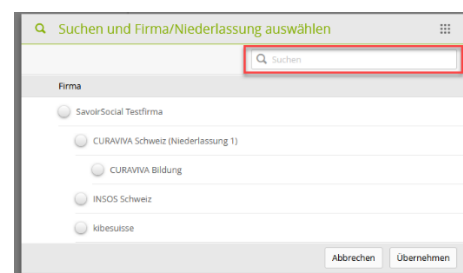 Suchen und Firma/Niederlassung auswählen
Suchen
Firma
SavoirSocial Testfirma
CURAVIVA Schweiz (Niederlassung 1)
CURAVIVA Bildung
INSOS Schweiz
kibesuisse
Abbrechen Übernehmen